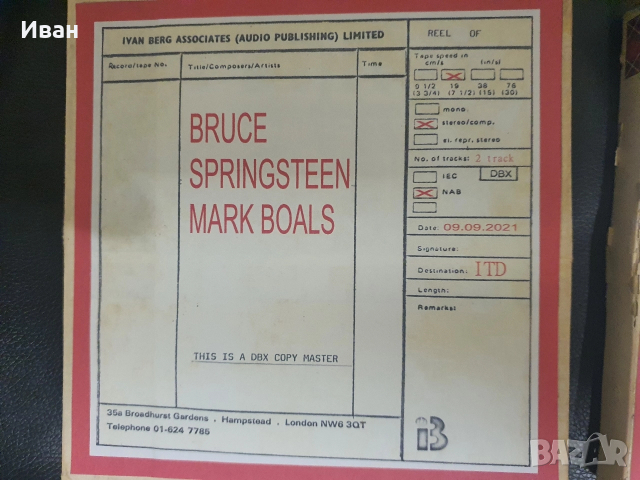 Иван
IVAN BERG ASSOCIATES (AUDIO PUBLISHING) LIMITED
REEL OF
Record/tape No. Title/Composers/Artists Time
Tape speed in
cm/s (in/s)
9 1/2 19 38 76
(3 3/4) (7 1/2) (15) (30)
mono.
stereo/comp.
el. repr. stereo
No. of tracks: 2 track
IEC DBX
NAB
BRUCE
SPRINGSTEEN
MARK BOALS
Date: 09.09.2021
Signature:
Destination: ITD
Length:
Remarks:
THIS IS A DBX COPY MASTER
35a Broadhurst Gardens . Hampstead . London NW6 3QT
Telephone 01-624 7785
iB
BAZAR
bg